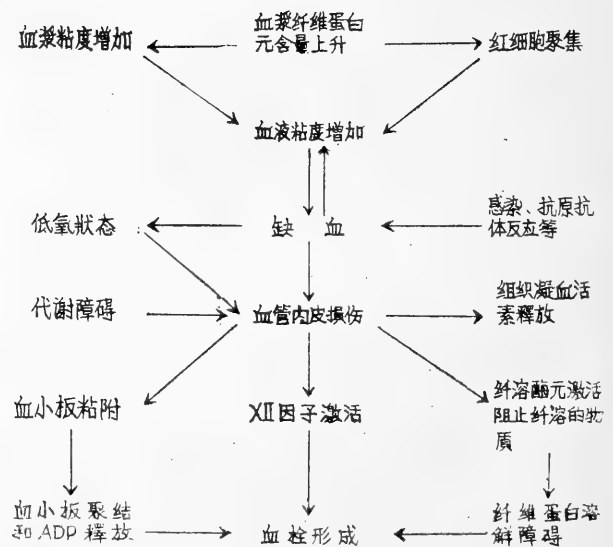 血浆粘度增加
血浆纤维蛋白
元含量上升
红细胞聚集
血液粘度增加
低氧状态
缺血
感染、抗原抗
体反应等
代谢障碍
血管内皮损伤
组织凝血活
素释放
血小板粘附
XII因子激活
纤溶酶元激活
阻止纤溶的物
质
血小板聚结
和ADP释放
血栓形成
纤维蛋白溶
解障碍